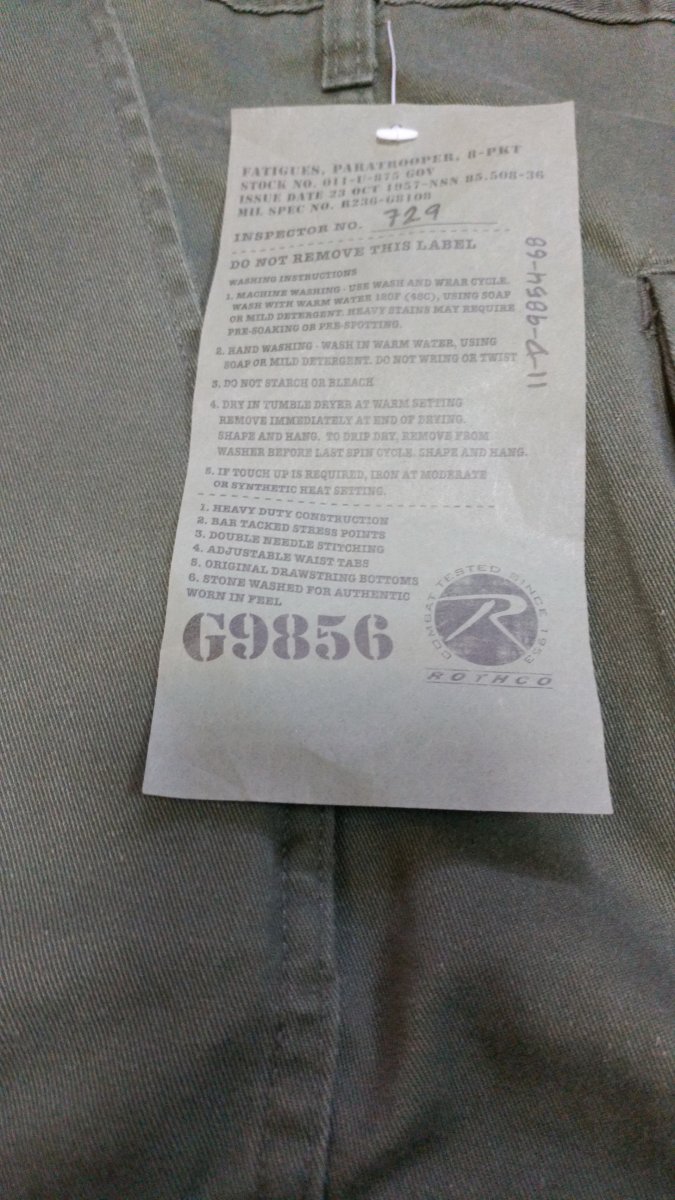 FATIGUES, PARATROOPER, 8-PKT
STOCK NO. 011-U-875 GOV
ISSUE DATE 23 OCT 1957-NSN 85.508-36
MIL SPEC NO. B236-G8109
INSPECTOR NO. 729
DO NOT REMOVE THIS LABEL
WASHING INSTRUCTIONS
1. MACHINE WASHING - USE WASH AND WEAR CYCLE.
WASH WITH WARM WATER 120F (48C), USING SOAP
OR MILD DETERGENT. HEAVY STAINS MAY REQUIRE
PRE-SOAKING OR PRE-SPOTTING.
2. HAND WASHING - WASH IN WARM WATER, USING
SOAP OR MILD DETERGENT. DO NOT WRING OR TWIST
3. DO NOT STARCH OR BLEACH
4. DRY IN TUMBLE DRYER AT WARM SETTING
REMOVE IMMEDIATELY AT END OF DRYING.
SHAPE AND HANG. TO DRIP DRY, REMOVE FROM
WASHER BEFORE LAST SPIN CYCLE. SHAPE AND HANG.
5. IF TOUCH UP IS REQUIRED, IRON AT MODERATE
OR SYNTHETIC HEAT SETTING.
1. HEAVY DUTY CONSTRUCTION
2. BAR TACKED STRESS POINTS
3. DOUBLE NEEDLE STITCHING
4. ADJUSTABLE WAIST TABS
5. ORIGINAL DRAWSTRING BOTTOMS
6. STONE WASHED FOR AUTHENTIC
WORN IN FEEL
G9856
COMBAT TESTED SINCE 1953
R
ROTHCO